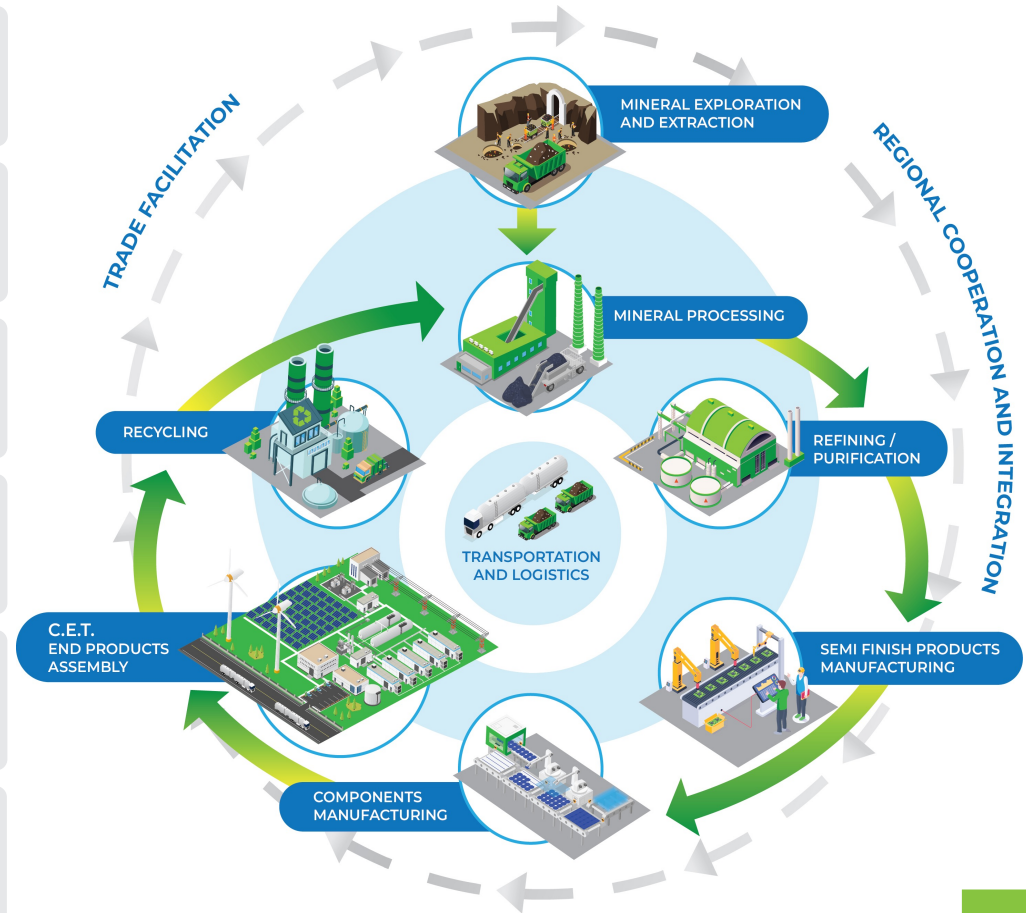 TRADE FACILITATION
REGIONAL COOPERATION AND INTEGRATION
MINERAL EXPLORATION
AND EXTRACTION
MINERAL PROCESSING
REFINING /
PURIFICATION
SEMI FINISH PRODUCTS
MANUFACTURING
COMPONENTS
MANUFACTURING
C.E.T.
END PRODUCTS
ASSEMBLY
RECYCLING
TRANSPORTATION
AND LOGISTICS